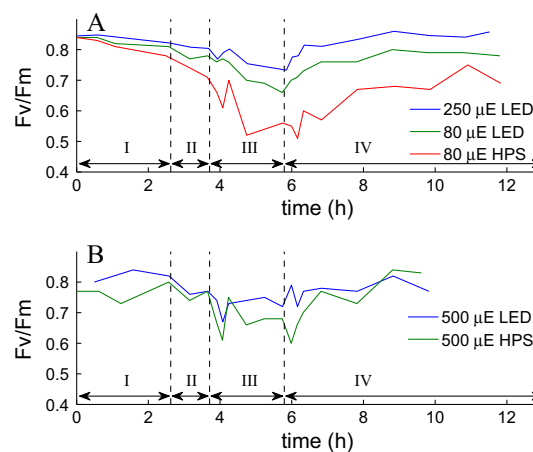 A
Fv/Fm
0.8
0.7
0.6
0.5
0.4
I II III IV
250 μE LED
80 μE LED
80 μE HPS
0 2 4 6 8 10 12
time (h)
B
Fv/Fm
0.8
0.7
0.6
0.5
0.4
I II III IV
500 μE LED
500 μE HPS
0 2 4 6 8 10 12
time (h)